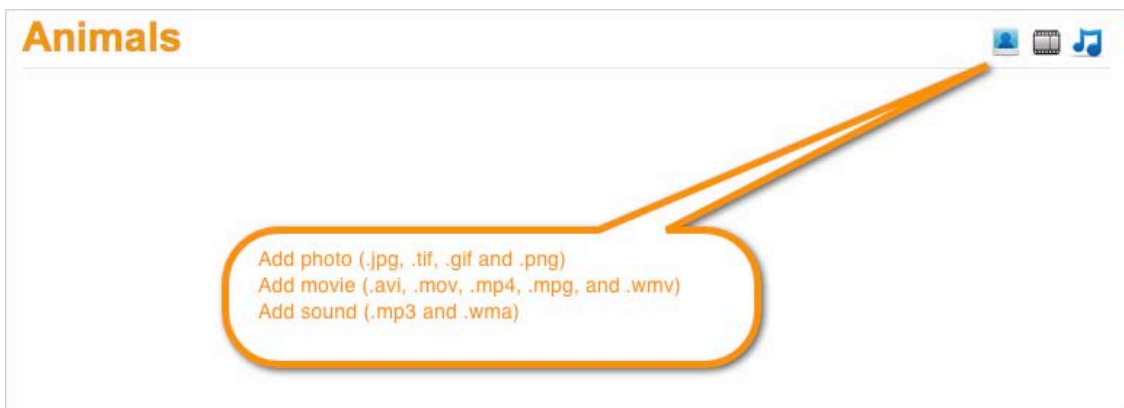 Animals
Add photo (.jpg, .tif, .gif and .png)
Add movie (.avi, .mov, .mp4, .mpg, and .wmv)
Add sound (.mp3 and .wma)